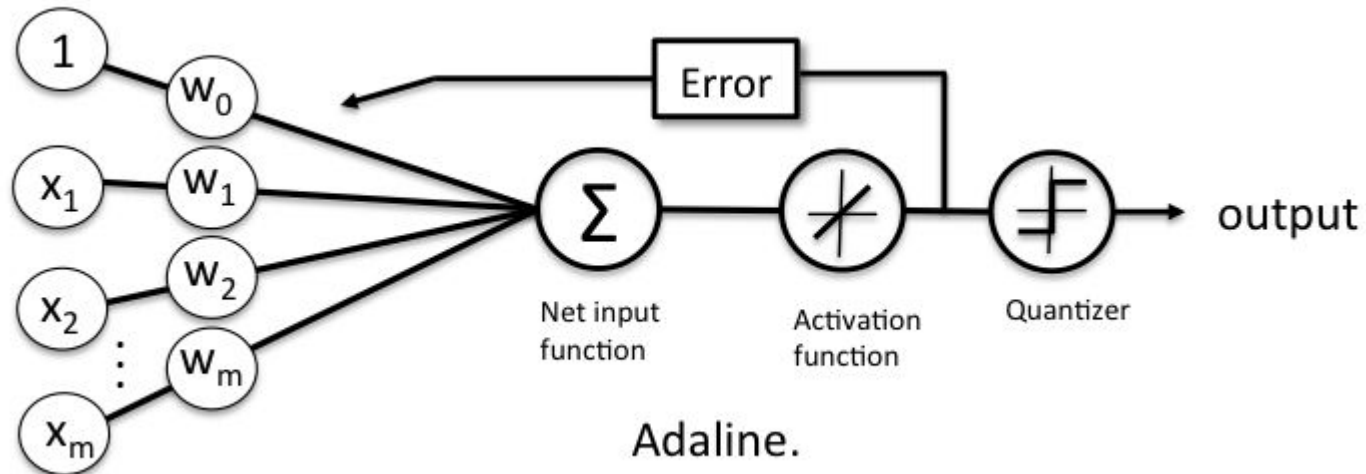 1
w₀
Error
x₁
w₁
Σ
output
x₂
w₂
Net input
function
Activation
function
Quantizer
⋮
wₘ
xₘ
Adaline.